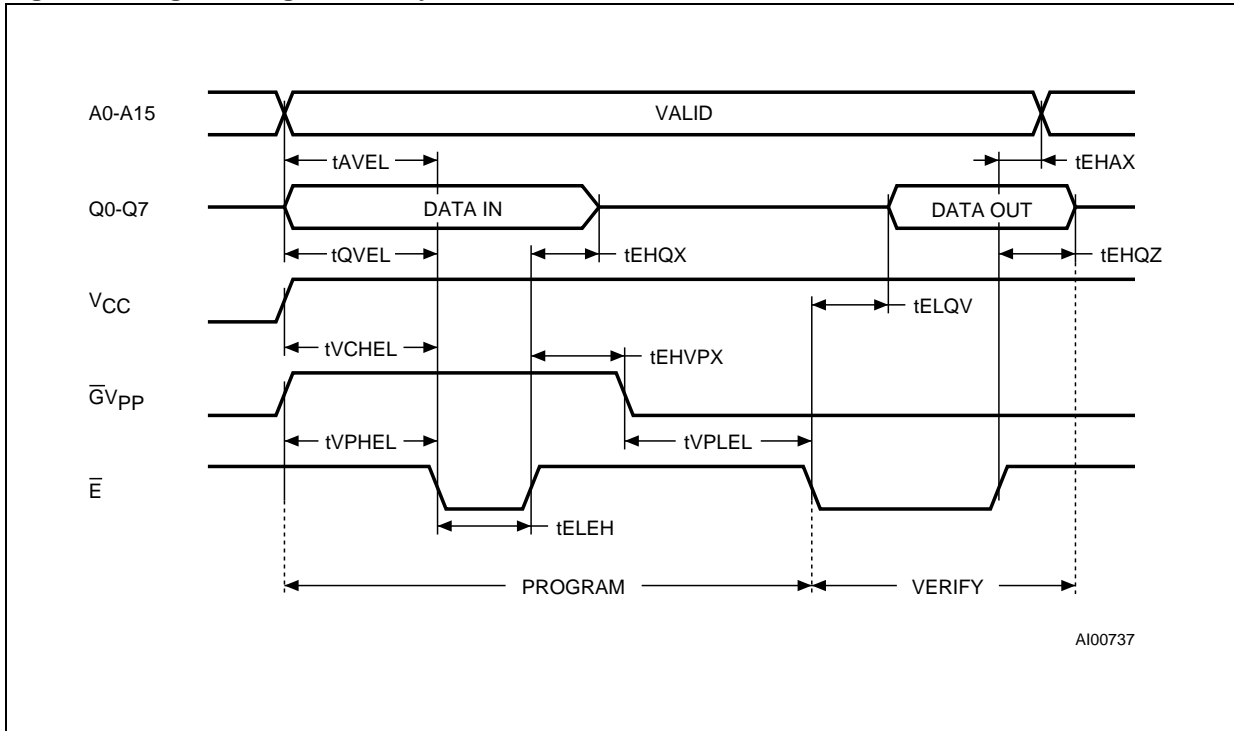 A0-A15
VALID
tAVEL
tEHAX
Q0-Q7
DATA IN
DATA OUT
tQVEL
tEHQX
tEHQZ
VCC
tELQV
tVCHEL
tEHVPX
G̅VPP
tVPHEL
tVPLEL
E̅
tELEH
PROGRAM
VERIFY
AI00737